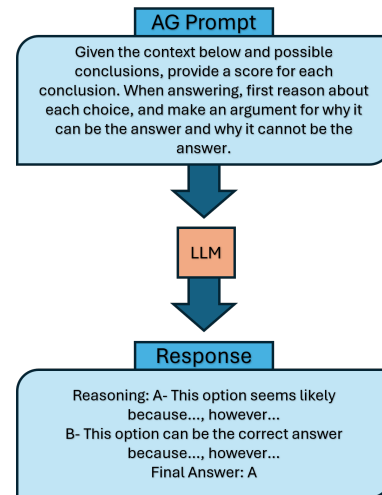 AG Prompt
Given the context below and possible
conclusions, provide a score for each
conclusion. When answering, first reason about
each choice, and make an argument for why it
can be the answer and why it cannot be the
answer.
LLM
Response
Reasoning: A- This option seems likely
because..., however...
B- This option can be the correct answer
because..., however...
Final Answer: A